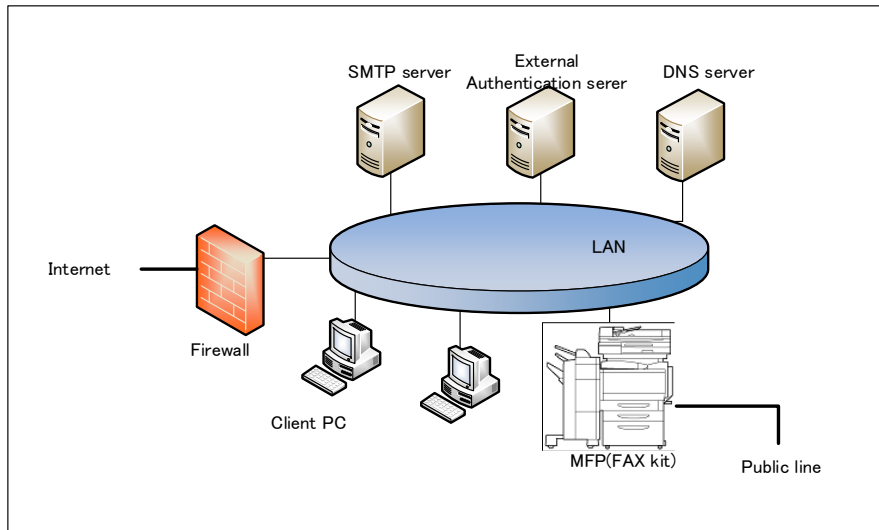 SMTP server
External
Authentication serer
DNS server
LAN
Internet
Firewall
Client PC
MFP(FAX kit)
Public line